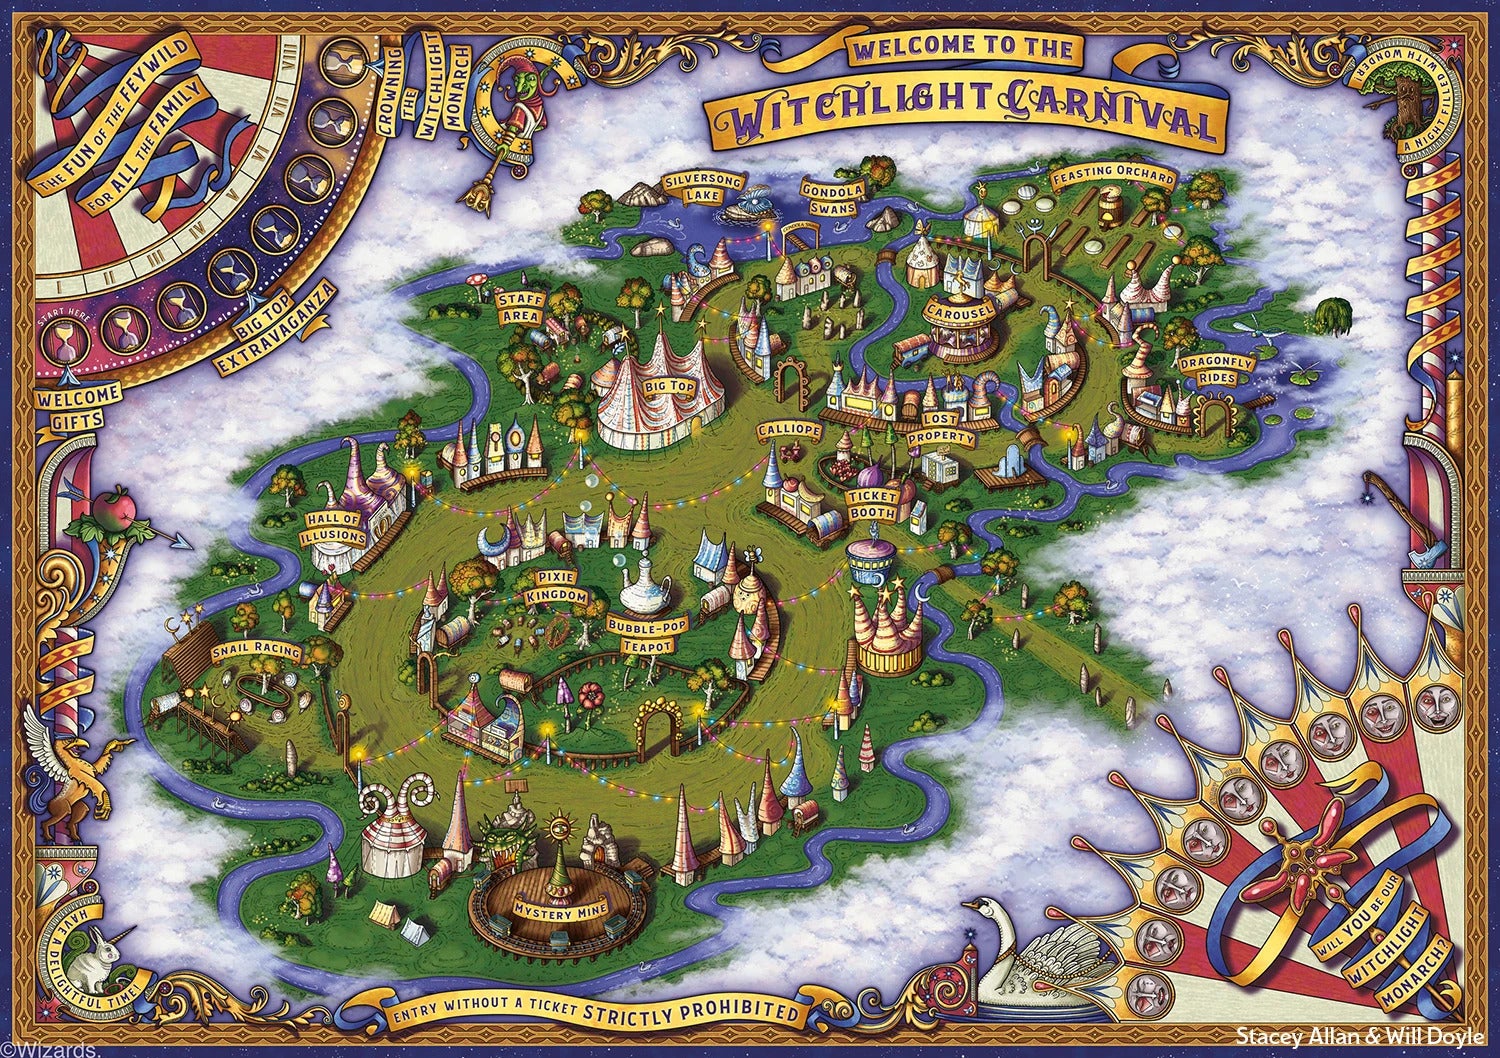 WELCOME TO THE
WITCHLIGHT CARNIVAL
THE FUN OF THE FEYWILD
FOR ALL THE FAMILY
I
II
III
IV
V
VI
VII
VIII
START HERE
WELCOME
GIFTS
BIG TOP
EXTRAVAGANZA
CROWNING
THE
WITCHLIGHT
MONARCH
A NIGHT FILLED WITH WONDER!
SILVERSONG
LAKE
GONDOLA
SWANS
FEASTING ORCHARD
STAFF
AREA
CAROUSEL
DRAGONFLY
RIDES
BIG TOP
CALLIOPE
LOST
PROPERTY
TICKET
BOOTH
HALL OF
ILLUSIONS
PIXIE
KINGDOM
BUBBLE-POP
TEAPOT
SNAIL RACING
MYSTERY MINE
HAVE A DELIGHTFUL TIME!
ENTRY WITHOUT A TICKET STRICTLY PROHIBITED
WILL YOU BE OUR
WITCHLIGHT
MONARCH?
Stacey Allan & Will Doyle
©Wizards.